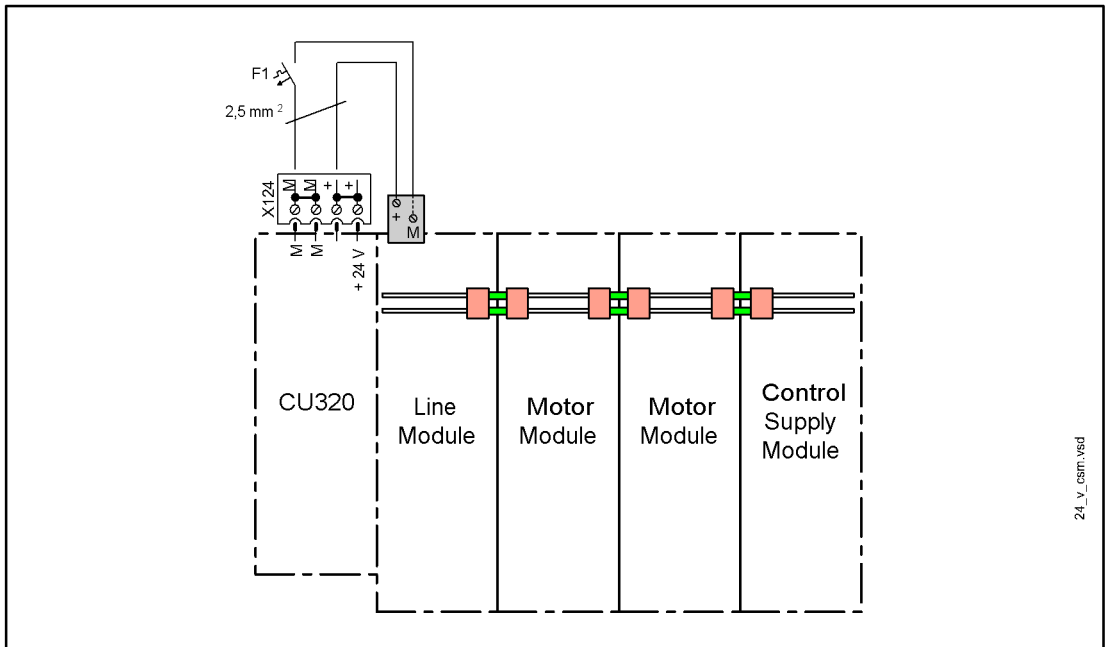 F1
2,5 mm 2
X124
M M + +
+
M
M M + 24 V
CU320
Line
Module
Motor
Module
Motor
Module
Control
Supply
Module
24_v_csm.vsd